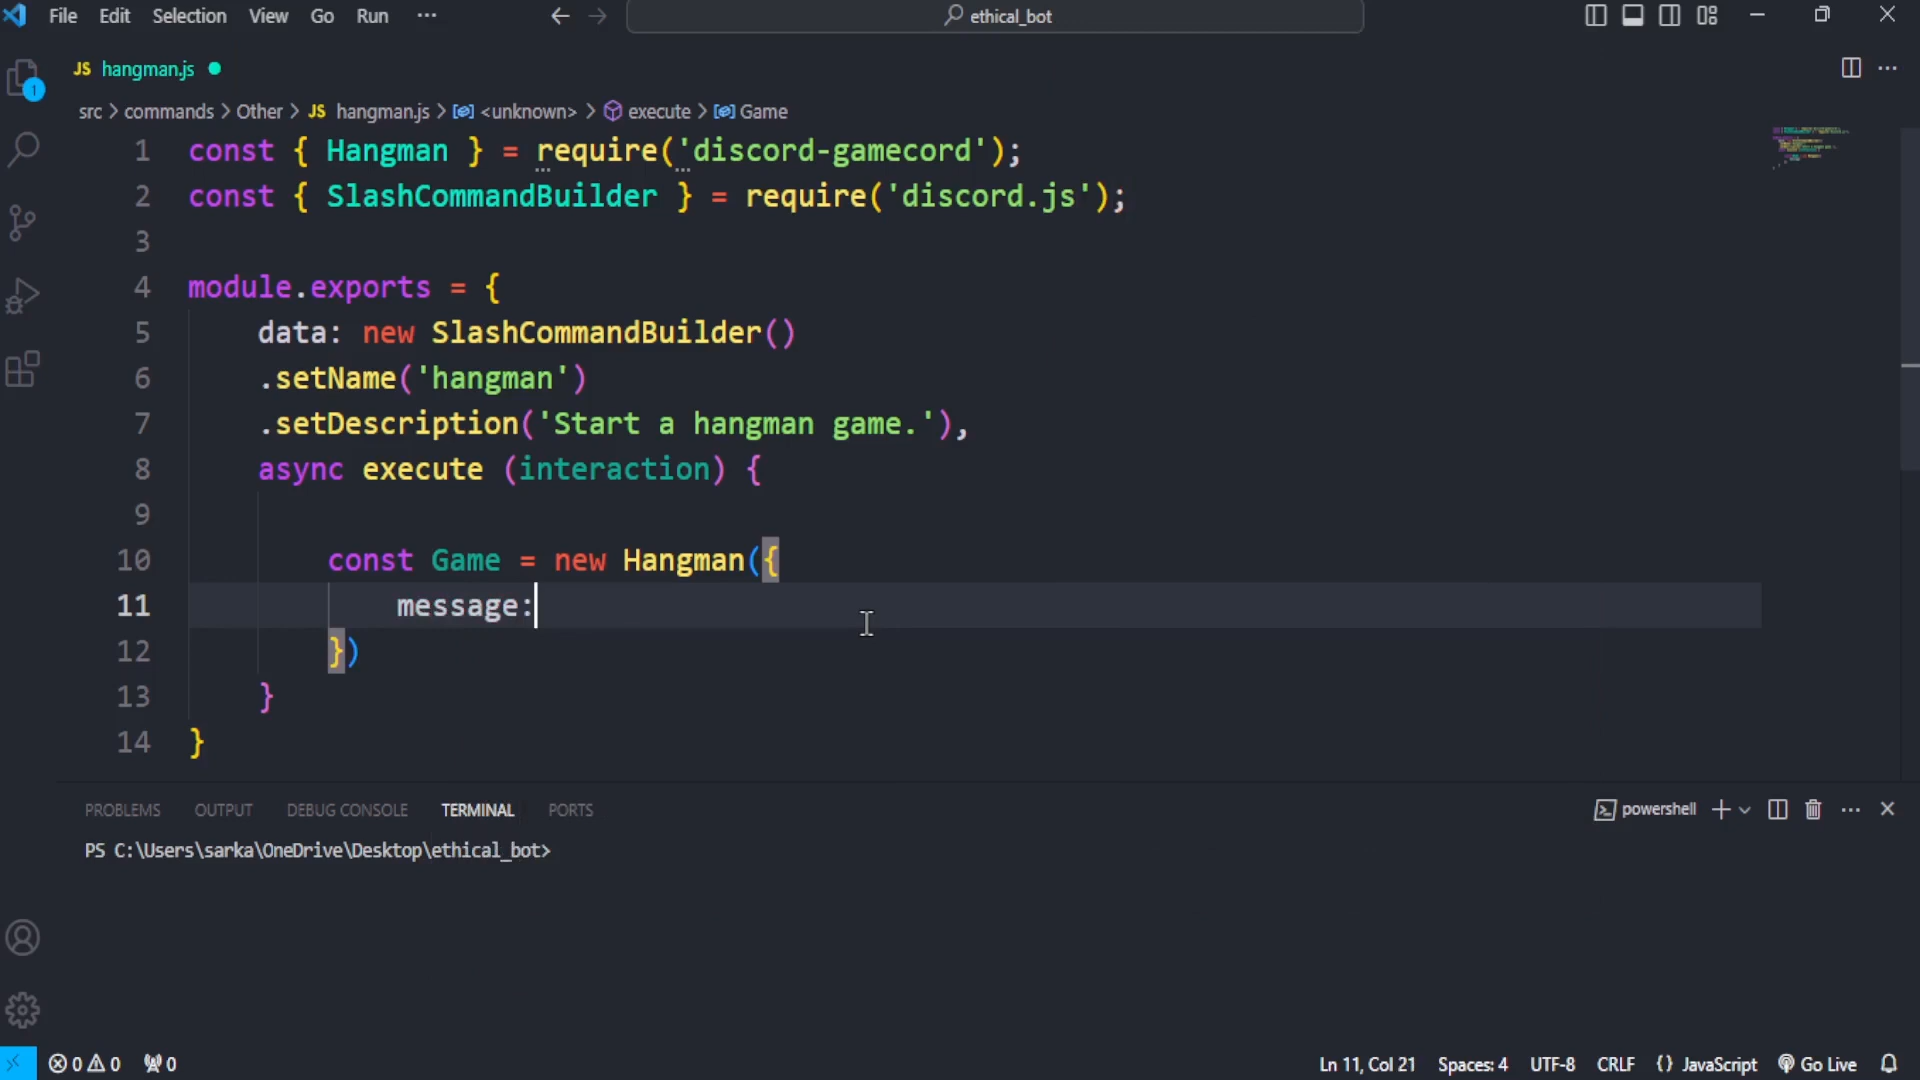 File Edit Selection View Go Run ···
ethical_bot
JS hangman.js
1
src > commands > Other > JS hangman.js > <unknown> > execute > Game
1 const { Hangman } = require('discord-gamecord');
2 const { SlashCommandBuilder } = require('discord.js');
3
4 module.exports = {
5 data: new SlashCommandBuilder()
6 .setName('hangman')
7 .setDescription('Start a hangman game.'),
8 async execute (interaction) {
9
10 const Game = new Hangman({
11 message:
12 })
13 }
14 }
PROBLEMS OUTPUT DEBUG CONSOLE TERMINAL PORTS
powershell
PS C:\Users\sarka\OneDrive\Desktop\ethical_bot>
0 0 0
Ln 11, Col 21 Spaces: 4 UTF-8 CRLF {} JavaScript Go Live